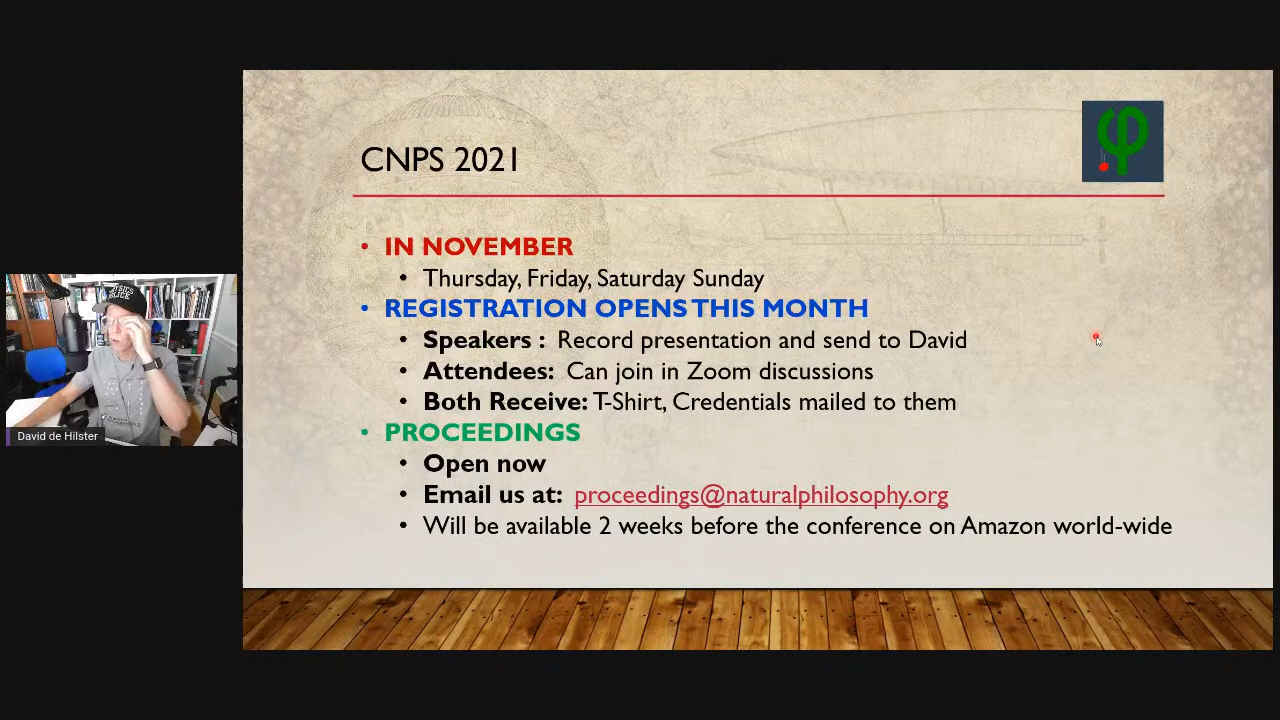 CNPS 2021
• IN NOVEMBER
• Thursday, Friday, Saturday Sunday
• REGISTRATION OPENS THIS MONTH
• Speakers : Record presentation and send to David
• Attendees: Can join in Zoom discussions
• Both Receive: T-Shirt, Credentials mailed to them
• PROCEEDINGS
• Open now
• Email us at: proceedings@naturalphilosophy.org
• Will be available 2 weeks before the conference on Amazon world-wide
David de Hilster